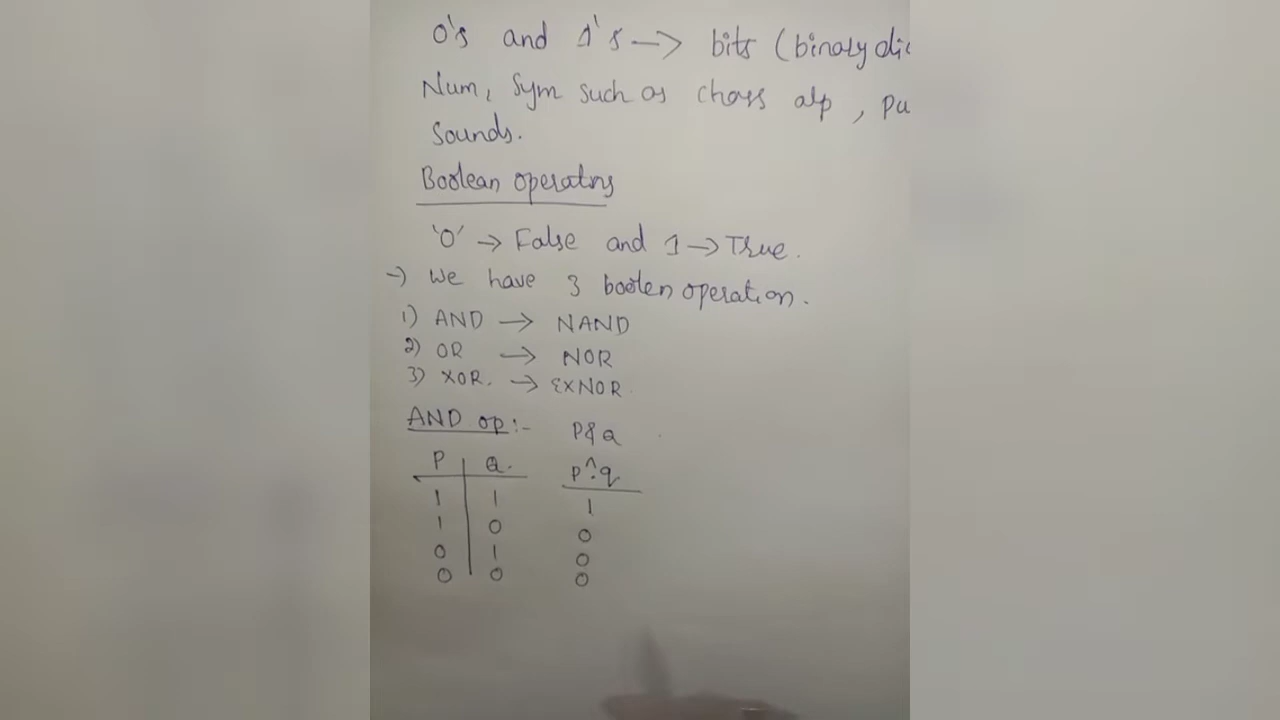 0's and 1's → bits (binary dic
Num, Sym such as chars alp, pu
Sounds.
Boolean operators
'0' → False and 1 → True.
→ We have 3 boolen operation.
1) AND → NAND
2) OR → NOR
3) XOR. → EXNOR
AND op:- P&Q
P Q. p^.q
1 1 1
1 0 0
0 1 0
0 0 0